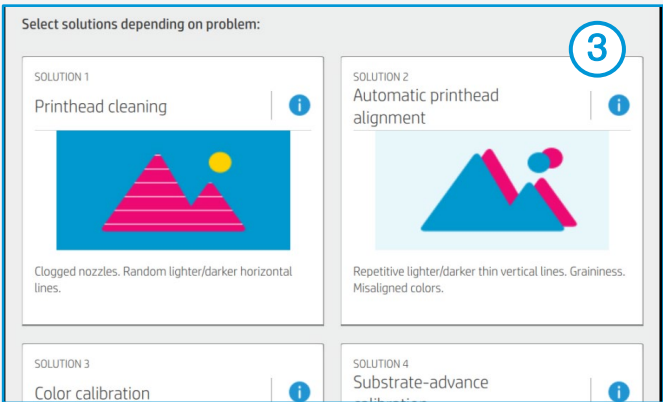 Select solutions depending on problem:
3
SOLUTION 1
Printhead cleaning
i
Clogged nozzles. Random lighter/darker horizontal
lines.
SOLUTION 2
Automatic printhead
alignment
i
Repetitive lighter/darker thin vertical lines. Graininess.
Misaligned colors.
SOLUTION 3
Color calibration
i
SOLUTION 4
Substrate-advance
i